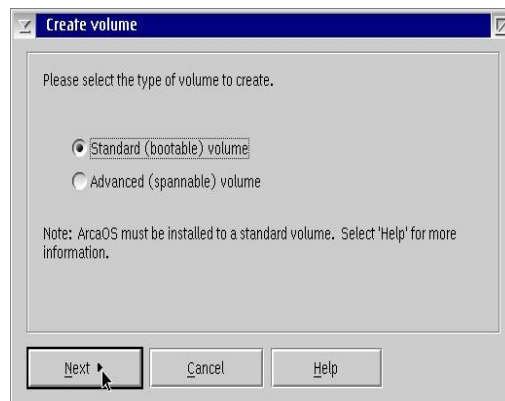 Create volume
Please select the type of volume to create.
Standard (bootable) volume
Advanced (spannable) volume
Note: ArcaOS must be installed to a standard volume. Select 'Help' for more
information.
Next Cancel Help